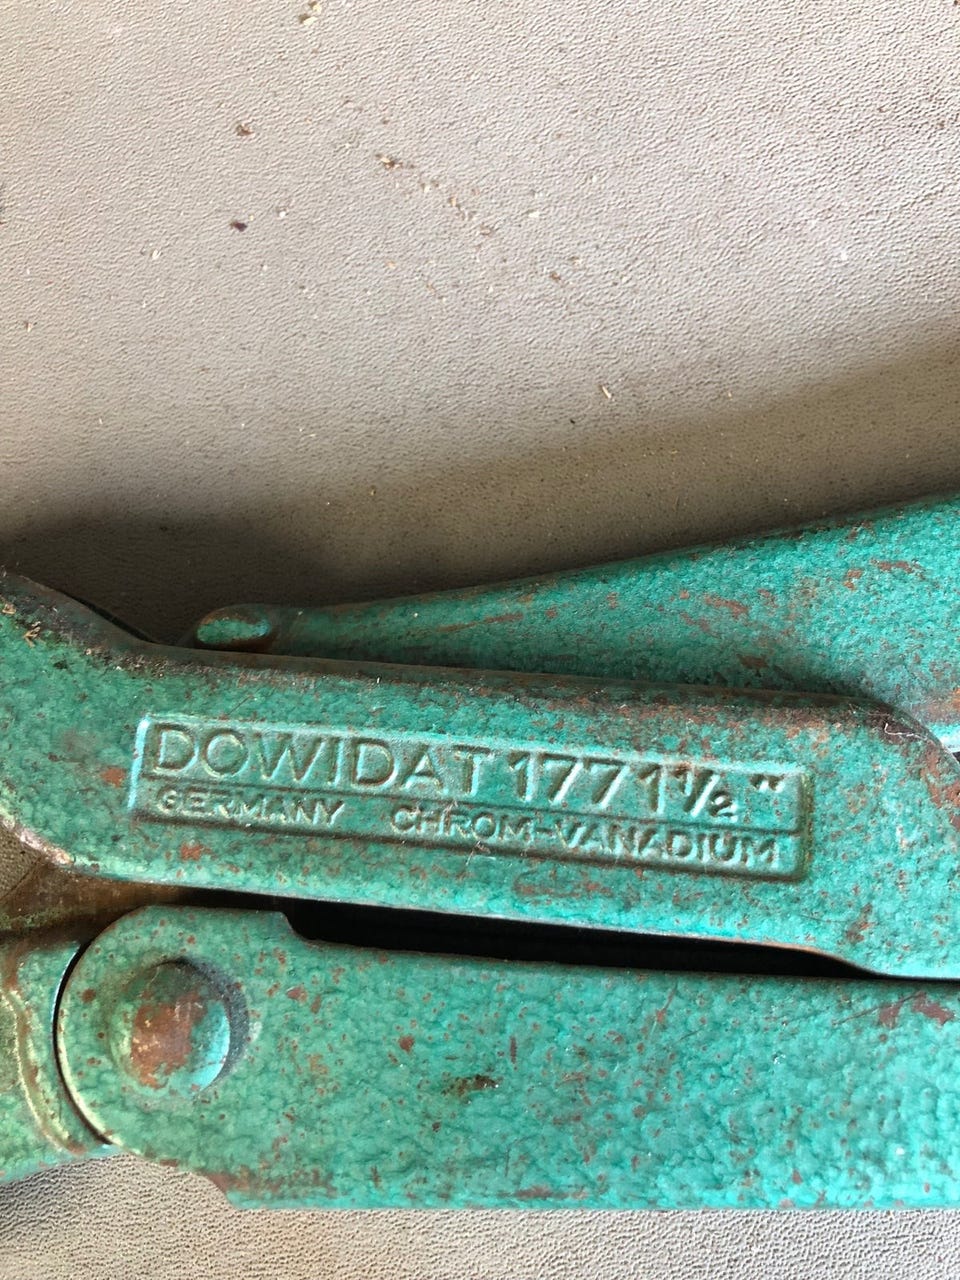 DOWIDAT 177 1½"
GERMANY CHROM-VANADIUM